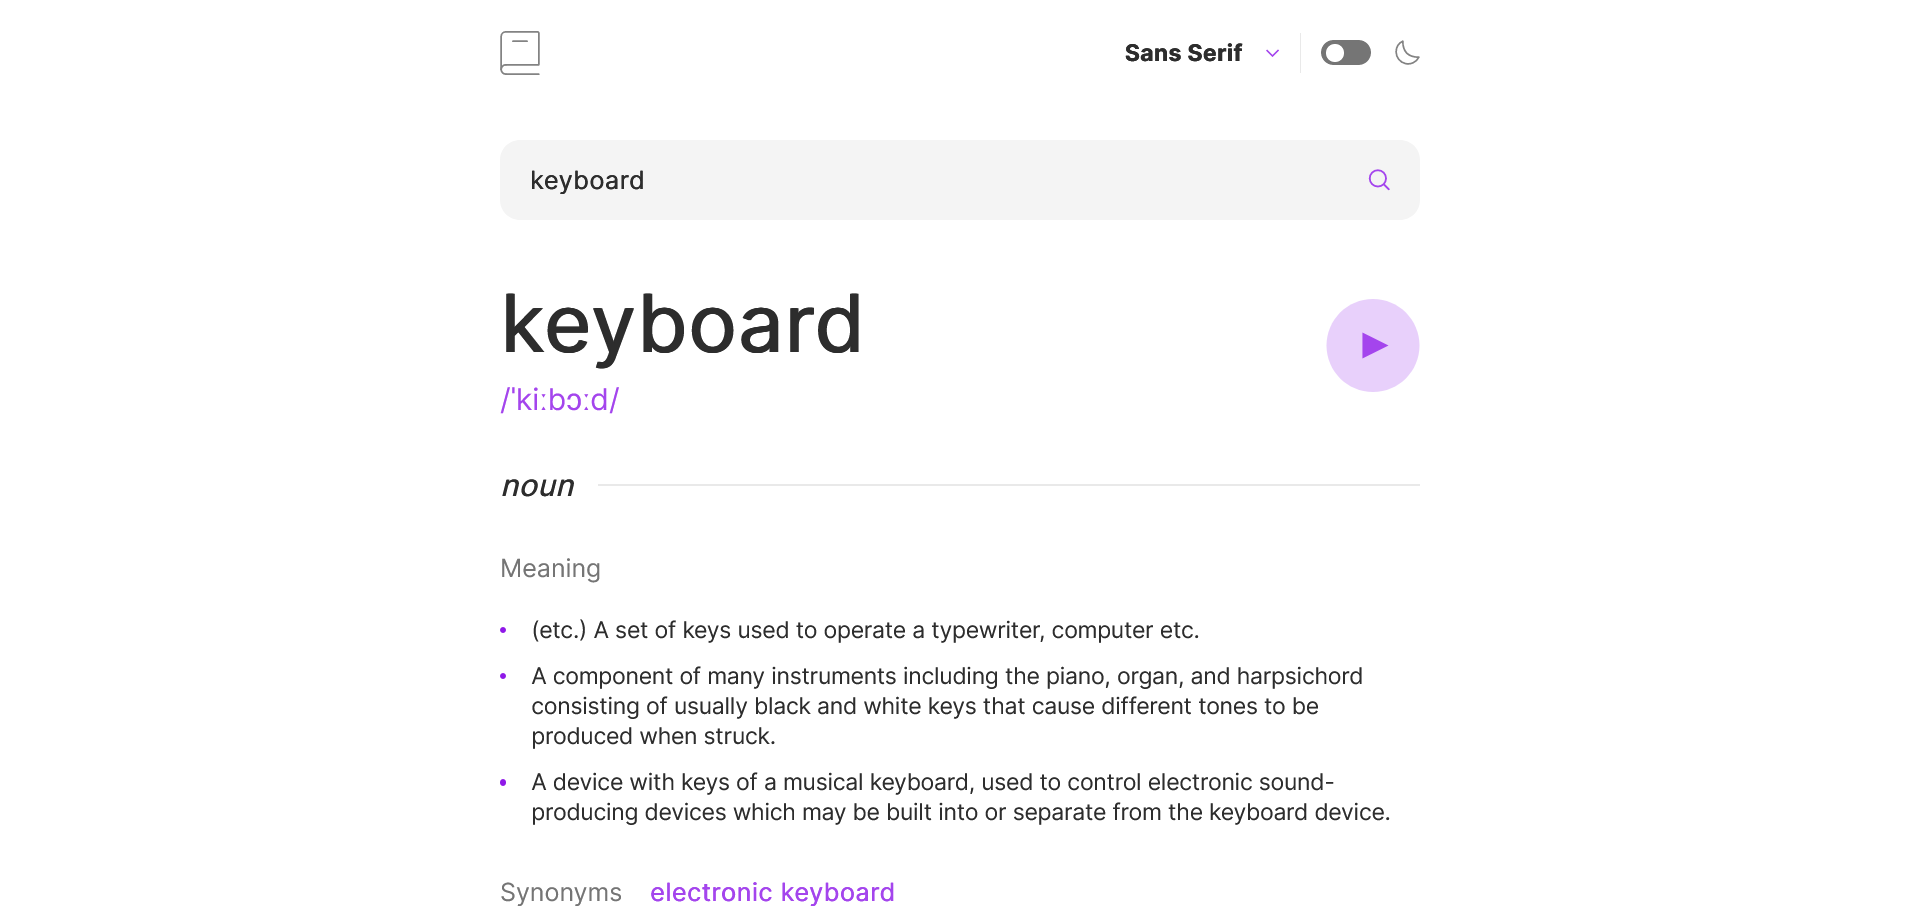 Sans Serif
keyboard
keyboard
/ˈkiːbɔːd/
noun
Meaning
(etc.) A set of keys used to operate a typewriter, computer etc.
A component of many instruments including the piano, organ, and harpsichord
consisting of usually black and white keys that cause different tones to be
produced when struck.
A device with keys of a musical keyboard, used to control electronic sound-
producing devices which may be built into or separate from the keyboard device.
Synonyms electronic keyboard